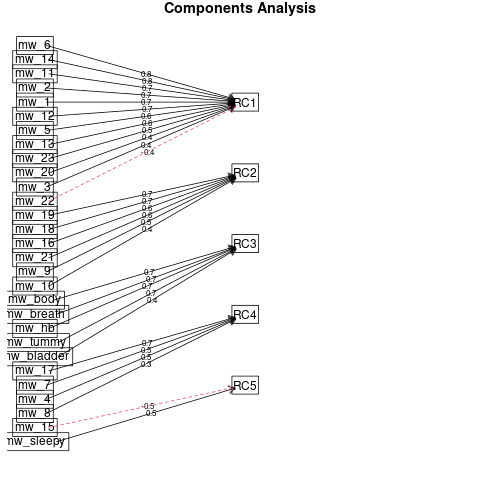 Components Analysis
mw_6
mw_14
mw_11
mw_2
mw_1
mw_12
mw_5
mw_13
mw_23
mw_20
mw_3
mw_22
mw_19
mw_18
mw_16
mw_21
mw_9
mw_10
mw_body
mw_breath
mw_hb
mw_tummy
mw_bladder
mw_17
mw_7
mw_4
mw_8
mw_15
mw_sleepy
0.8
0.8
0.7
0.7
0.7
0.6
0.6
0.5
0.4
0.4
-0.4
0.7
0.7
0.6
0.6
0.5
0.4
0.7
0.7
0.7
0.7
0.4
0.7
0.5
0.5
0.3
-0.5
0.5
RC1
RC2
RC3
RC4
RC5